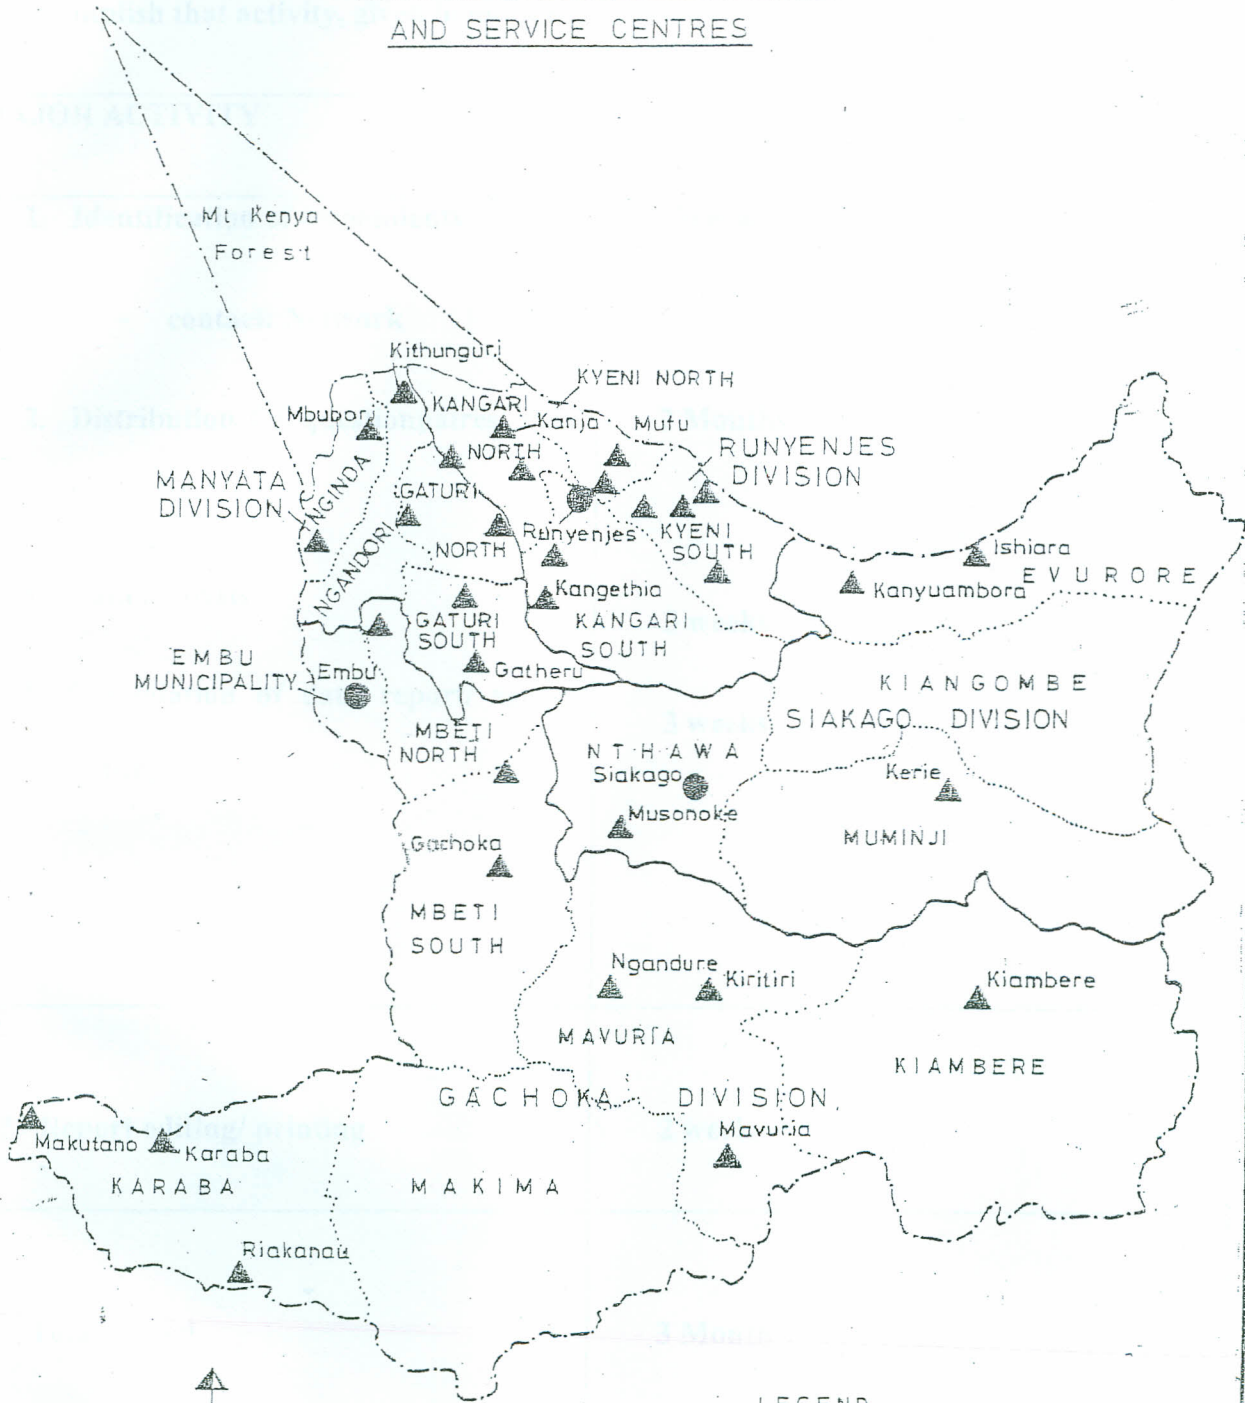 AND SERVICE CENTRES
Mt. Kenya
Forest
Kithunguri
KYENI NORTH
KANGARI
Mbubori
Kanja
Mufu
NORTH
RUNYENJES
DIVISION
MANYATA
DIVISION
NGINDA
GATURI
NGANDORI
NORTH
Runyenjes
KYENI
SOUTH
Ishiara
Kanyuambora
EVURORE
Kangethia
GATURI
SOUTH
KANGARI
SOUTH
Gatheru
EMBU
MUNICIPALITY
Embu
KIANGOMBE
SIAKAGO DIVISION
MBETI
NORTH
NTHAWA
Siakago
Kerie
Musonoke
MUMINJI
Gachoka
MBETI
SOUTH
Ngandure
Kiritiri
Kiambere
MAVURIA
KIAMBERE
GACHOKA DIVISION
Mavuria
Makutano
Karaba
KARABA
MAKIMA
Riakanau
LEGEND